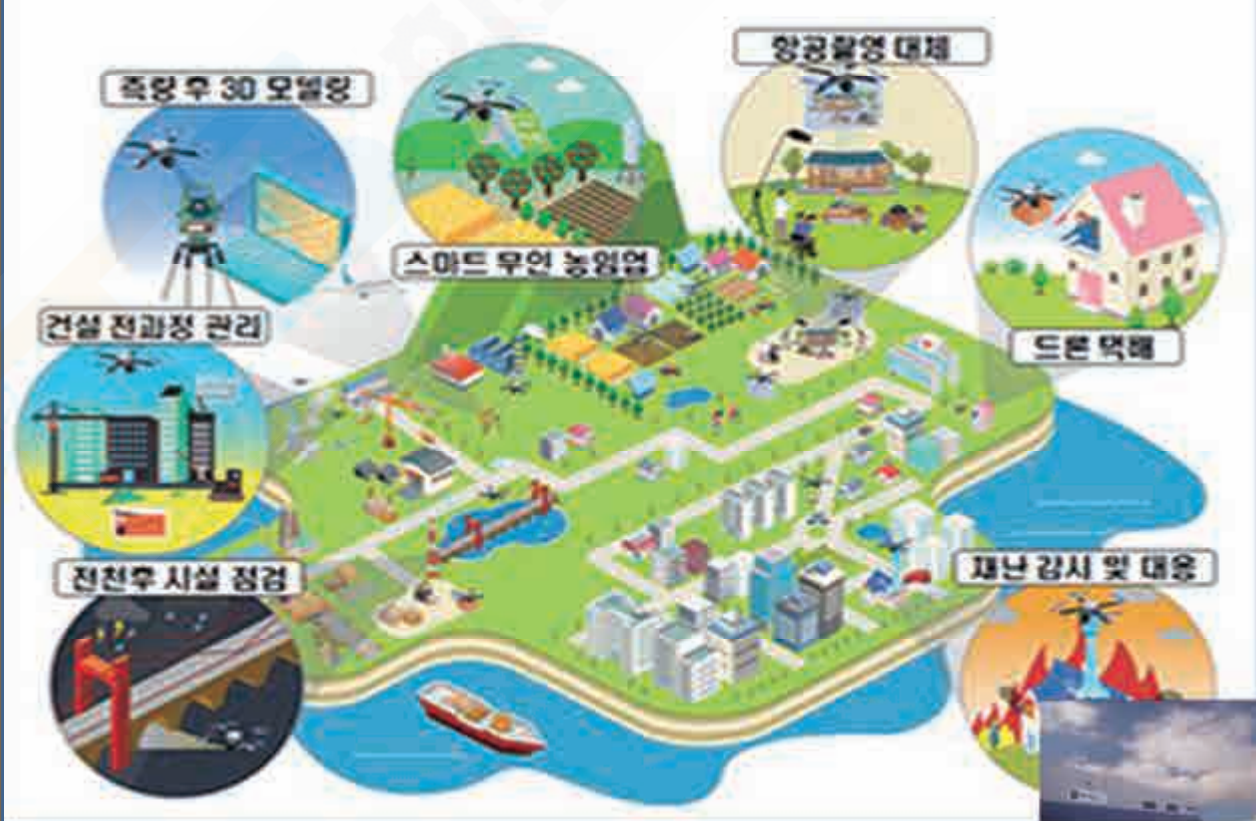 항공촬영 대체
측량 후 3D 모델링
스마트 무인 농임업
건설 전과정 관리
드론 택배
전천후 시설 점검
재난 감시 및 대응